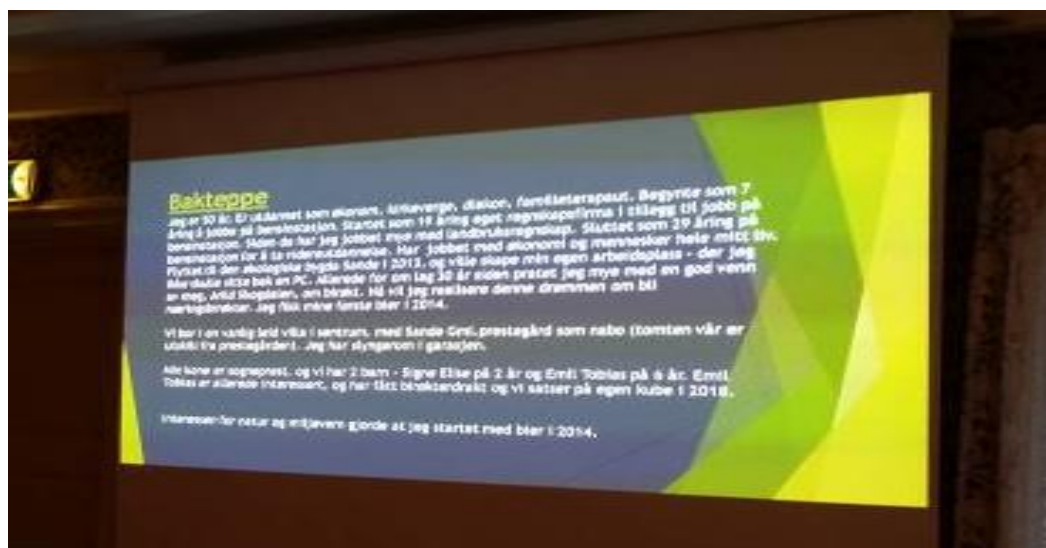 Bakteppe
Jeg er 50 år. Er utdannet som økonom, kirkeverge, diakon, familieterapeut. Begynte som 7
åring å jobbe på bensinstasjon. Startet som 19 åring eget regnskapsfirma i tillegg til jobb på
bensinstasjon. Siden da har jeg jobbet mye med landbruksregnskap. Sluttet som 29 åring på
bensinstasjon for å ta videreutdannelse. Har jobbet med økonomi og mennesker hele mitt liv.
Flyttet til den økologiske bygda Sande i 2013, og ville skape min egen arbeidsplass - der jeg
ikke skulle sitte bak en PC. Allerede for om lag 30 år siden pratet jeg mye med en god venn
av meg, Arild Skogdalen, om birøkt. Nå vil jeg realisere denne drømmen om bli
næringsbirøkter. Jeg fikk mine første bier i 2014.
Vi bor i en vanlig villa i sentrum, med Sande Gml.prestegård som nabo (tomten vår er
utskilt fra prestegården). Jeg har slyngerom i garasjen.
Min kone er sogneprest, og vi har 2 barn - Signe Elise på 2 år og Emil Tobias på 6 år. Emil
Tobias er allerede interessert, og har fått birøkterdrakt og vi satser på egen kube i 2018.
Interessen for natur og miljøvern gjorde at jeg startet med bier i 2014.